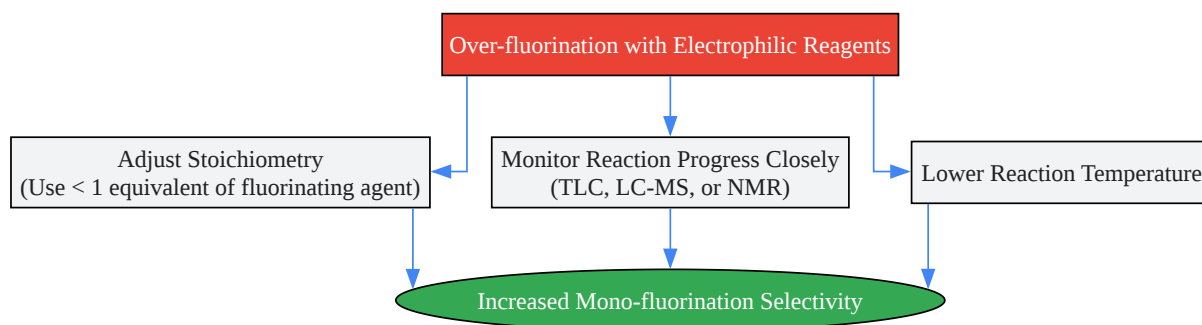 Over-fluorination with Electrophilic Reagents
Adjust Stoichiometry
(Use < 1 equivalent of fluorinating agent)
Monitor Reaction Progress Closely
(TLC, LC-MS, or NMR)
Lower Reaction Temperature
Increased Mono-fluorination Selectivity